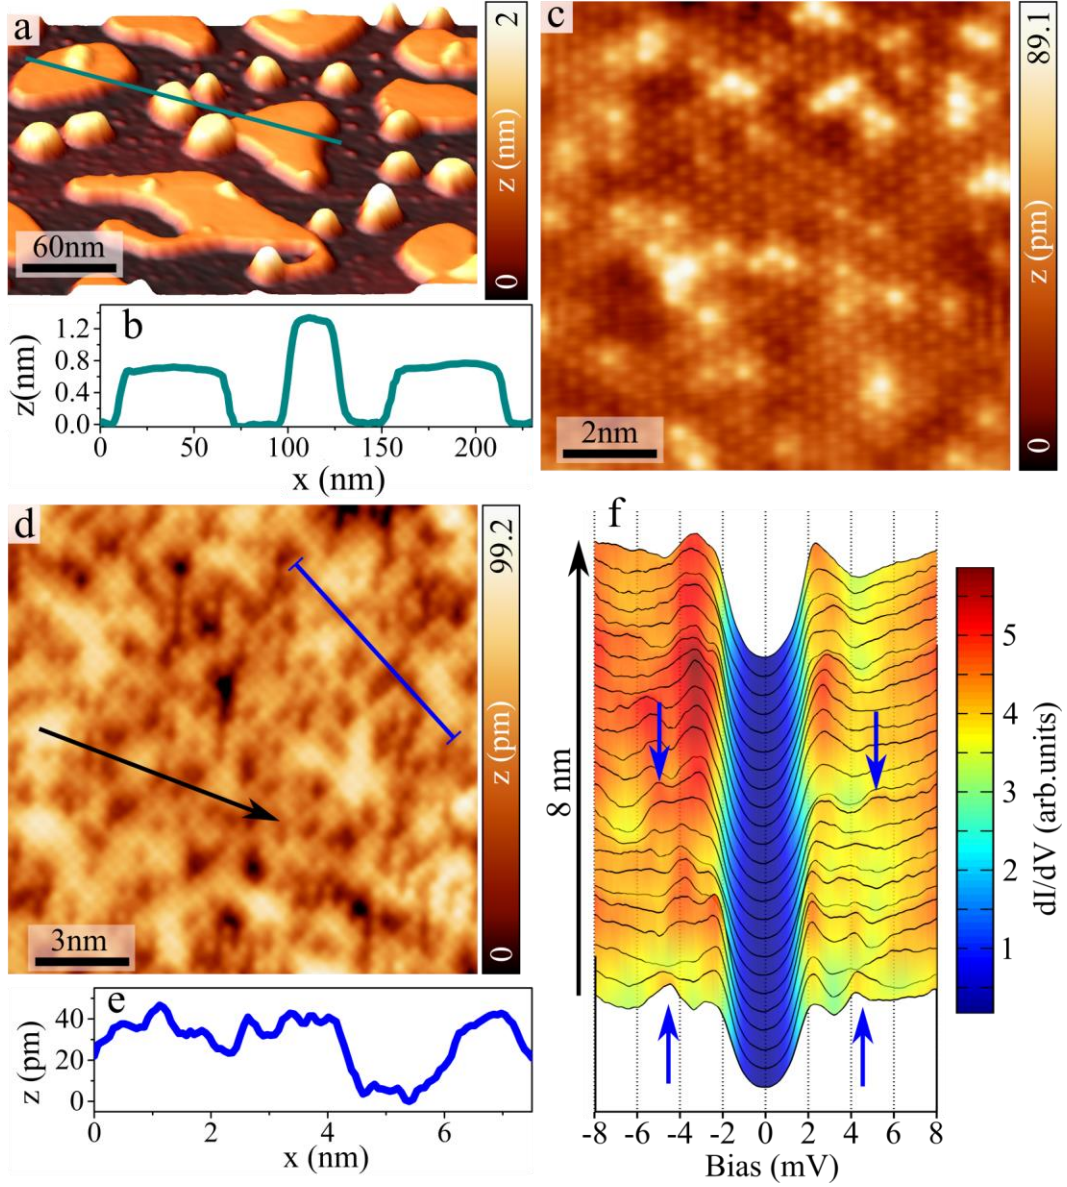 a
2
z (nm)
0
60nm
b
z(nm)
1.2
0.8
0.4
0.0
0
50
100
150
200
x (nm)
c
89.1
z (pm)
0
2nm
d
99.2
z (pm)
0
3nm
e
z (pm)
40
20
0
0
2
4
6
x (nm)
f
8 nm
-8
-6
-4
-2
0
2
4
6
8
Bias (mV)
5
4
3
2
1
dI/dV (arb.units)